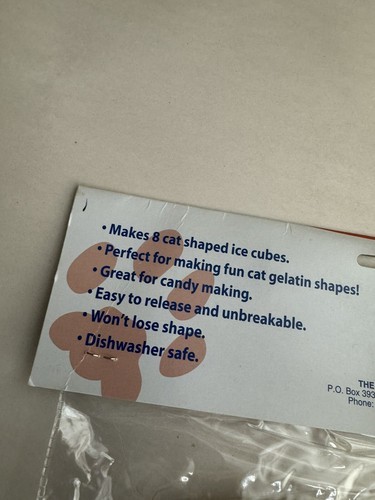 • Makes 8 cat shaped ice cubes.
• Perfect for making fun cat gelatin shapes!
• Great for candy making.
• Easy to release and unbreakable.
• Won't lose shape.
• Dishwasher safe.
THE
P.O. Box 393
Phone: